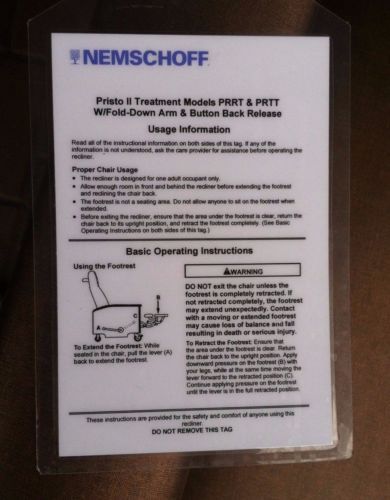 NEMSCHOFF
Pristo II Treatment Models PRRT & PRTT
W/Fold-Down Arm & Button Back Release
Usage Information
Read all of the instructional information on both sides of this tag. If any of the
information is not understood, ask the care provider for assistance before operating the
recliner.
Proper Chair Usage
• The recliner is designed for one adult occupant only.
• Allow enough room in front and behind the recliner before extending the footrest
and reclining the chair back.
• The footrest is not a seating area. Do not allow anyone to sit on the footrest when
extended.
• Before exiting the recliner, ensure that the area under the footrest is clear, return the
chair back to its upright position, and retract the footrest completely. (See Basic
Operating Instructions on both sides of this tag.)
Basic Operating Instructions
Using the Footrest
B
A
To Extend the Footrest: While
seated in the chair, pull the lever (A)
back to extend the footrest.
⚠WARNING
DO NOT exit the chair unless the
footrest is completely retracted. If
not retracted completely, the footrest
may extend unexpectedly. Contact
with a moving or extended footrest
may cause loss of balance and fall
resulting in death or serious injury.
To Retract the Footrest: Ensure that
the area under the footrest is clear. Return
the chair back to the upright position. Apply
downward pressure on the footrest (B) with
your legs, while at the same time moving the
lever forward to the retracted position (C).
Continue applying pressure on the footrest
until the lever is in the full retracted position.
These instructions are provided for the safety and comfort of anyone using this
recliner.
DO NOT REMOVE THIS TAG